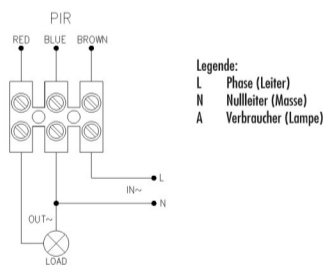 PIR
RED BLUE BROWN
Legende:
L Phase (Leiter)
N Nullleiter (Masse)
A Verbraucher (Lampe)
L
IN~
N
OUT~
LOAD